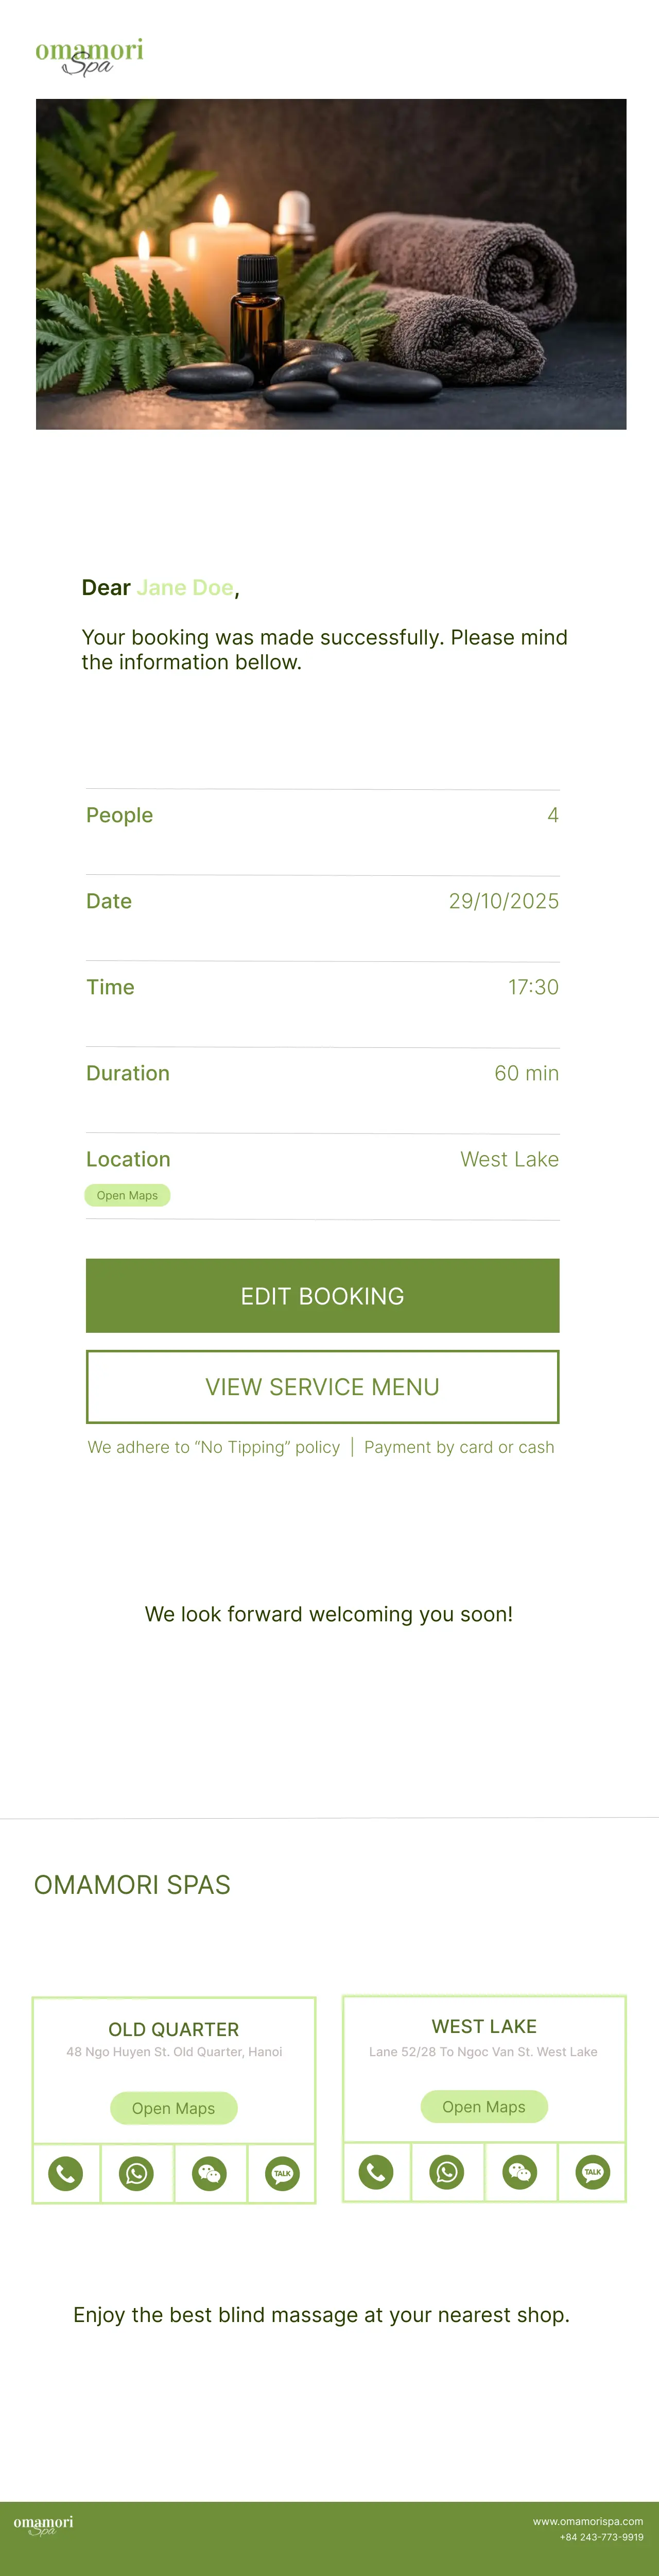 omamori
Spa
Dear Jane Doe,
Your booking was made successfully. Please mind
the information bellow.
People 4
Date 29/10/2025
Time 17:30
Duration 60 min
Location West Lake
Open Maps
EDIT BOOKING
VIEW SERVICE MENU
We adhere to “No Tipping” policy | Payment by card or cash
We look forward welcoming you soon!
OMAMORI SPAS
OLD QUARTER
48 Ngo Huyen St. Old Quarter, Hanoi
Open Maps
TALK
WEST LAKE
Lane 52/28 To Ngoc Van St. West Lake
Open Maps
TALK
Enjoy the best blind massage at your nearest shop.
omamori
Spa
www.omamorispa.com
+84 243-773-9919